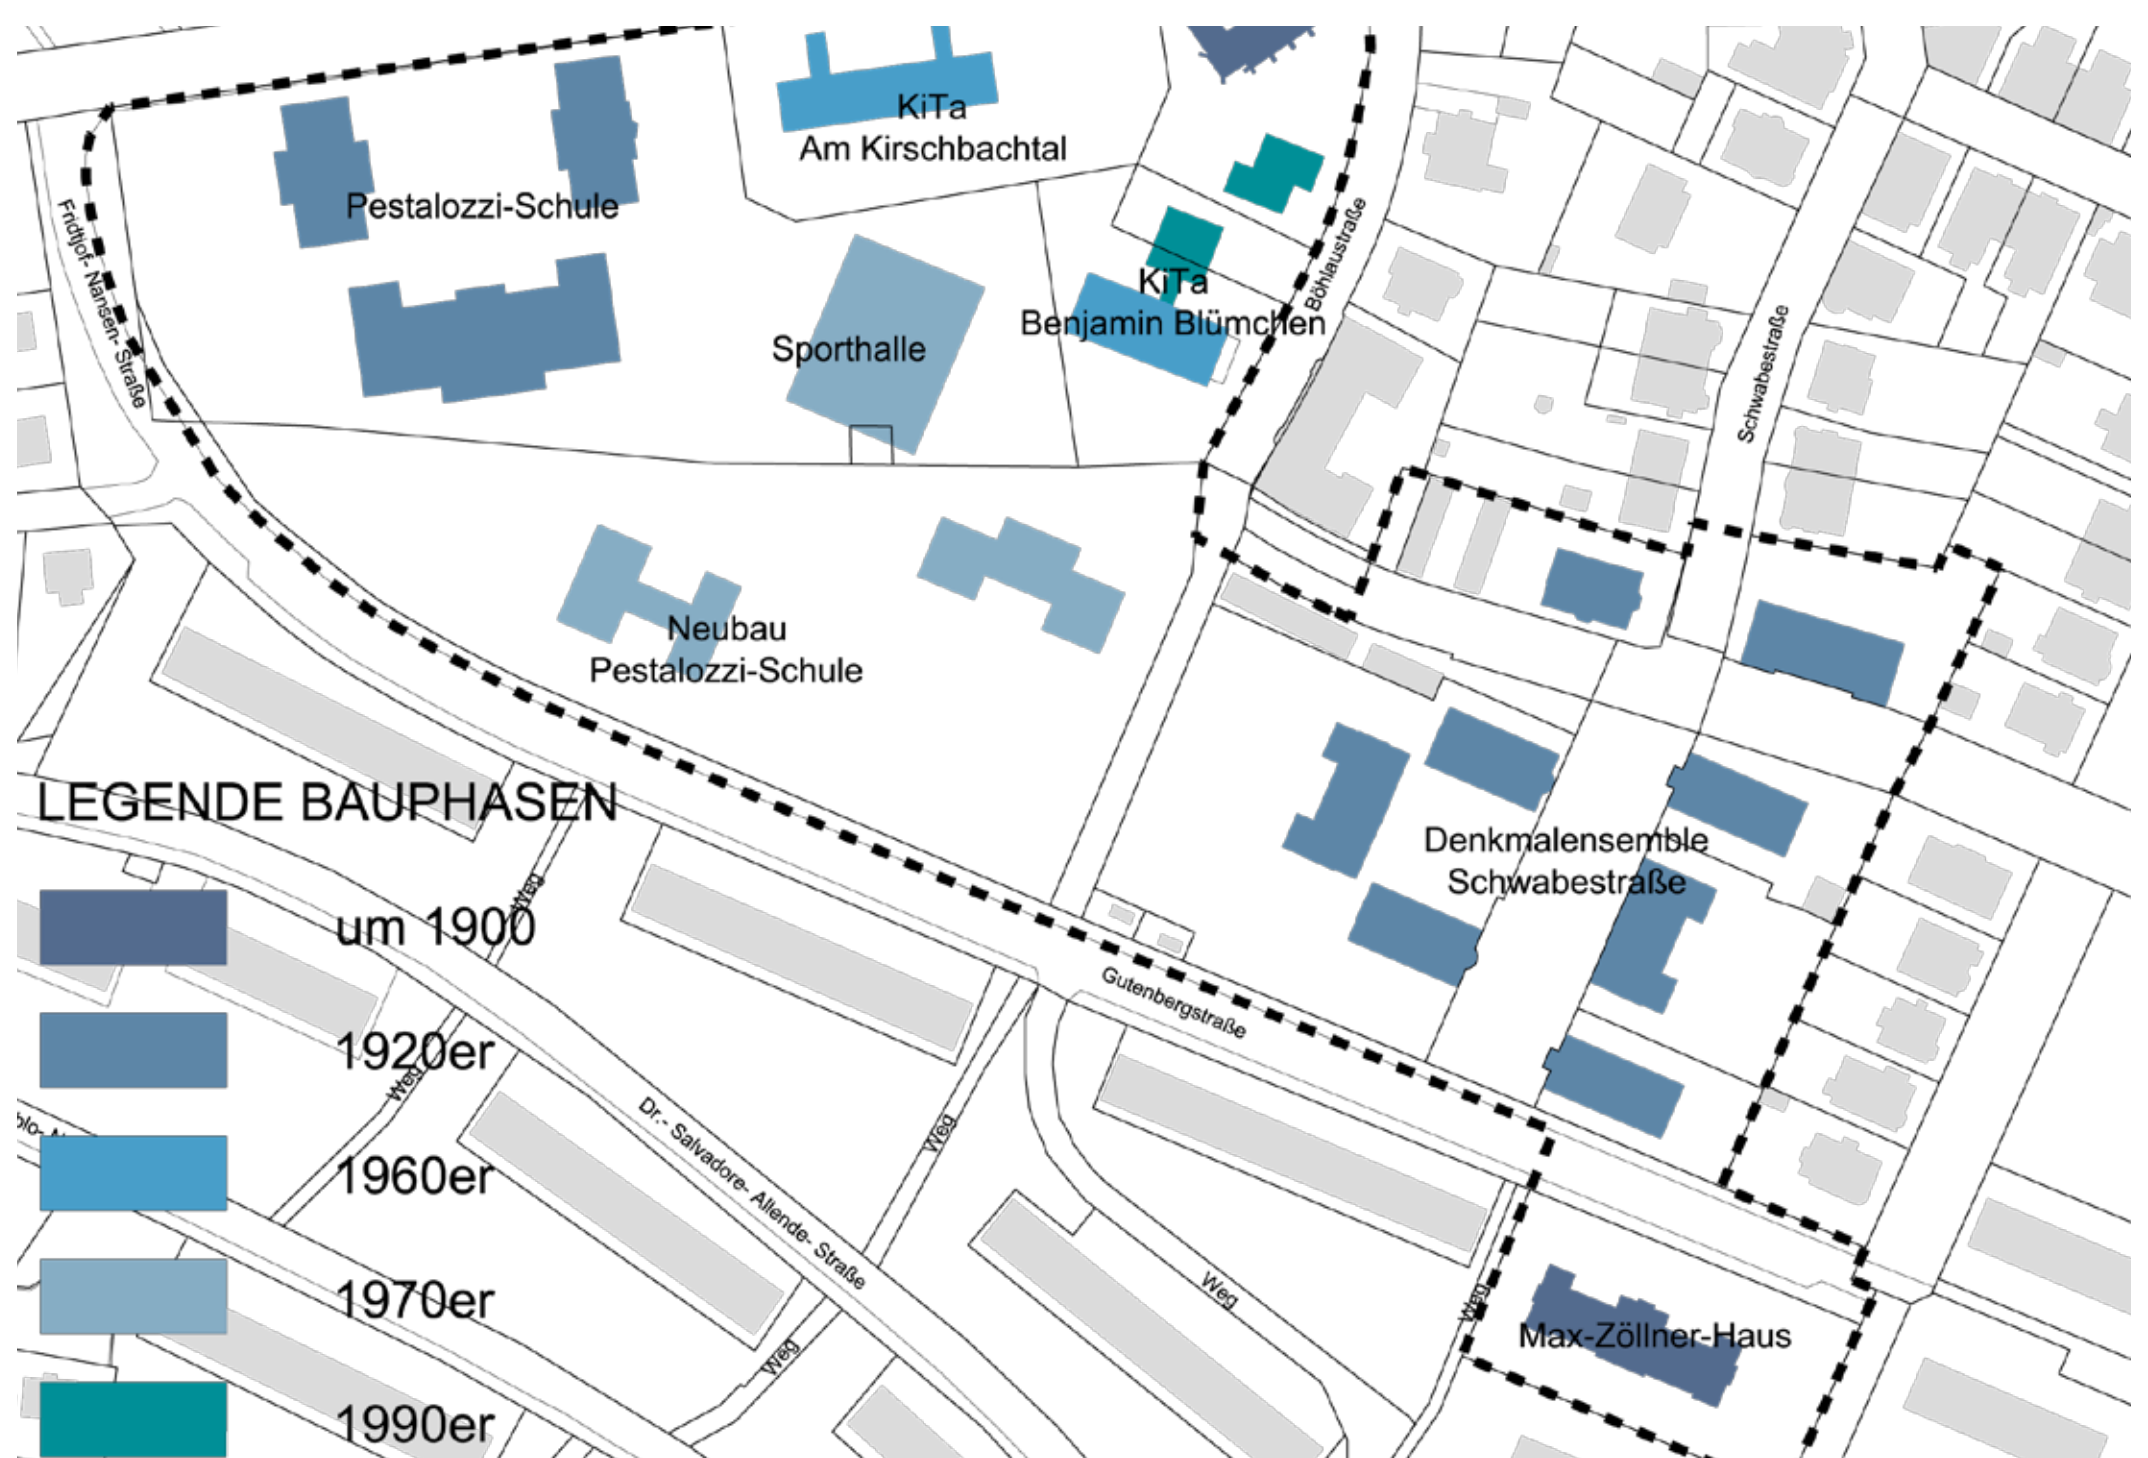 KiTa
Am Kirschbachtal
Pestalozzi-Schule
Fridtjof- Nansen- Straße
Böhlaustraße
KiTa
Benjamin Blümchen
Sporthalle
Schwabestraße
Neubau
Pestalozzi-Schule
LEGENDE BAUPHASEN
Denkmalensemble
Schwabestraße
Weg
um 1900
Gutenbergstraße
1920er
Weg
Dr.- Salvadore- Allende- Straße
Weg
1960er
Weg
1970er
Weg
Max-Zöllner-Haus
Weg
1990er